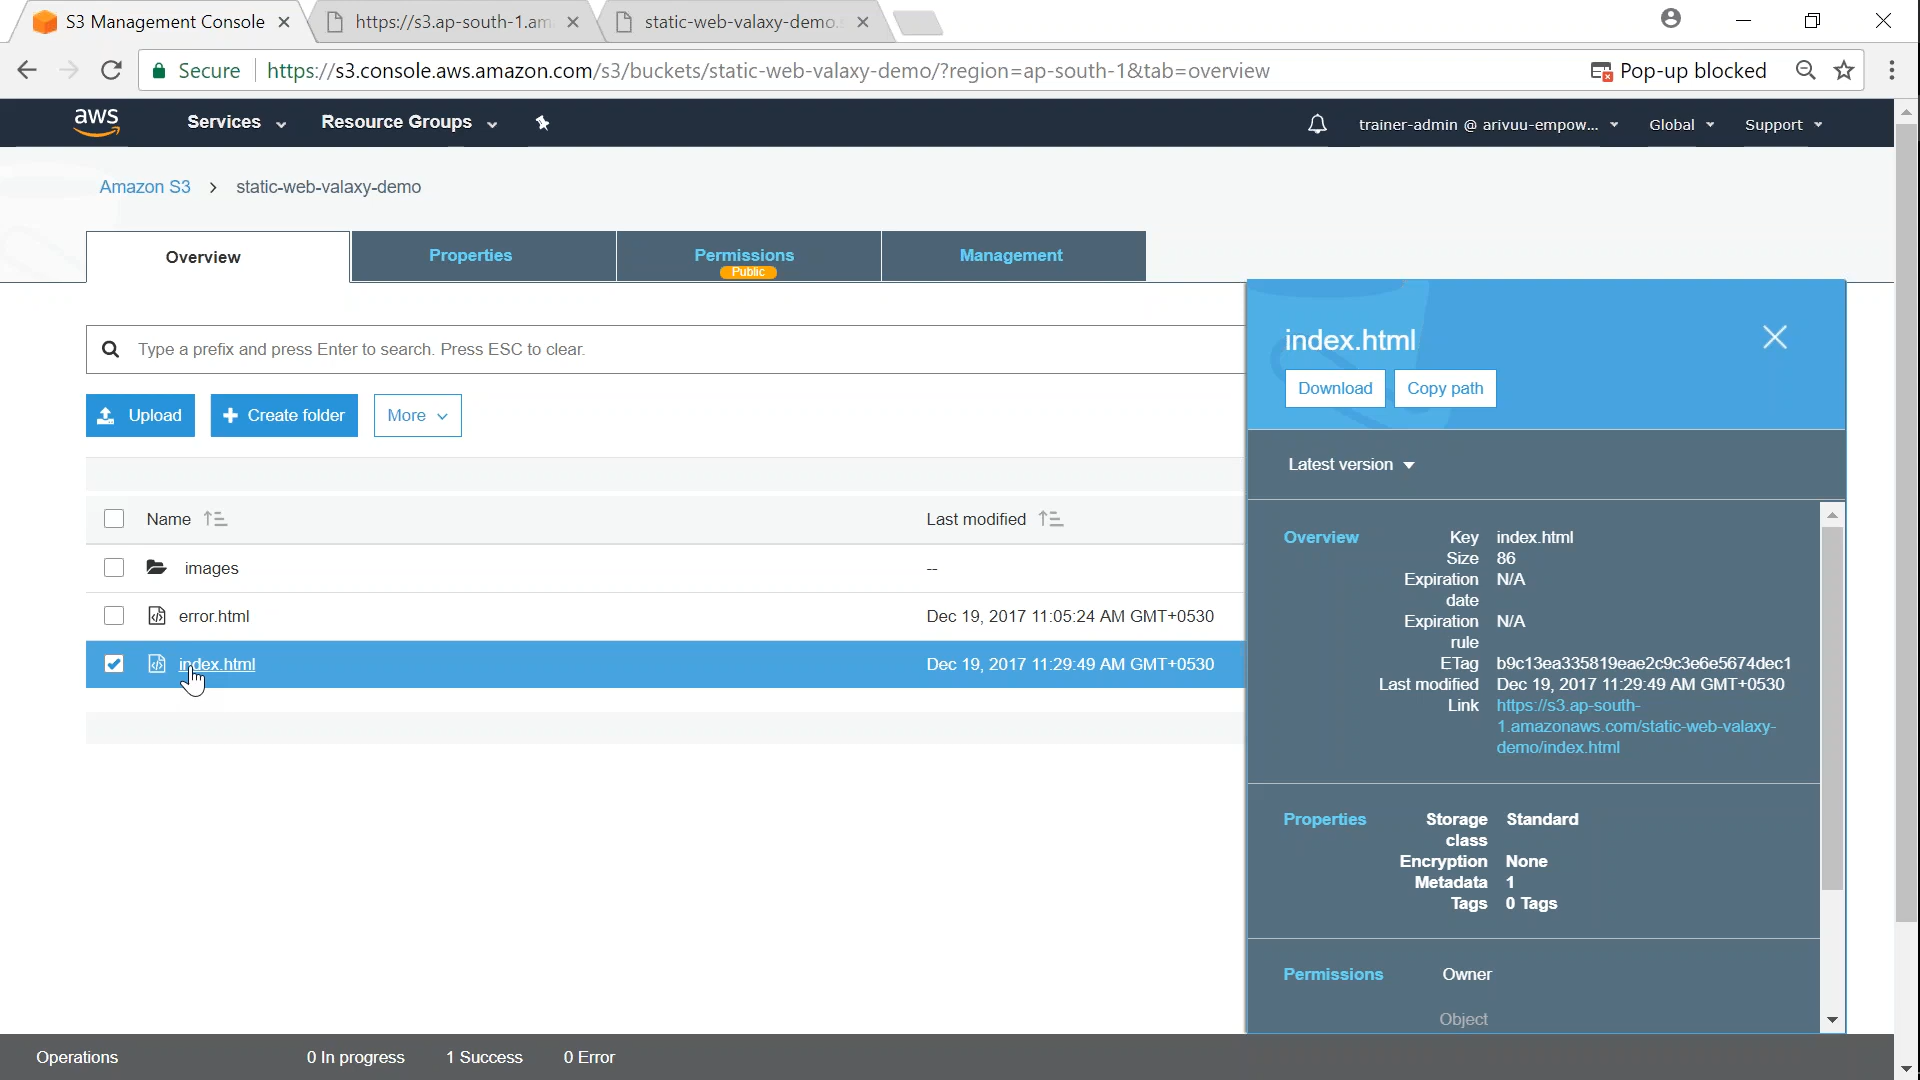 S3 Management Console
https://s3.ap-south-1.am
static-web-valaxy-demo.
Secure
https://s3.console.aws.amazon.com/s3/buckets/static-web-valaxy-demo/?region=ap-south-1&tab=overview
Pop-up blocked
aws
Services
Resource Groups
trainer-admin @ arivuu-empow...
Global
Support
Amazon S3 > static-web-valaxy-demo
Overview
Properties
Permissions
Public
Management
Type a prefix and press Enter to search. Press ESC to clear.
Upload
+ Create folder
More
Name
Last modified
images
--
error.html
Dec 19, 2017 11:05:24 AM GMT+0530
index.html
Dec 19, 2017 11:29:49 AM GMT+0530
index.html
Download
Copy path
Latest version
Overview
Key index.html
Size 86
Expiration N/A
date
Expiration N/A
rule
ETag b9c13ea335819eae2c9c3e6e5674dec1
Last modified Dec 19, 2017 11:29:49 AM GMT+0530
Link https://s3.ap-south-
1.amazonaws.com/static-web-valaxy-
demo/index.html
Properties
Storage Standard
class
Encryption None
Metadata 1
Tags 0 Tags
Permissions
Owner
Object
Operations
0 In progress
1 Success
0 Error